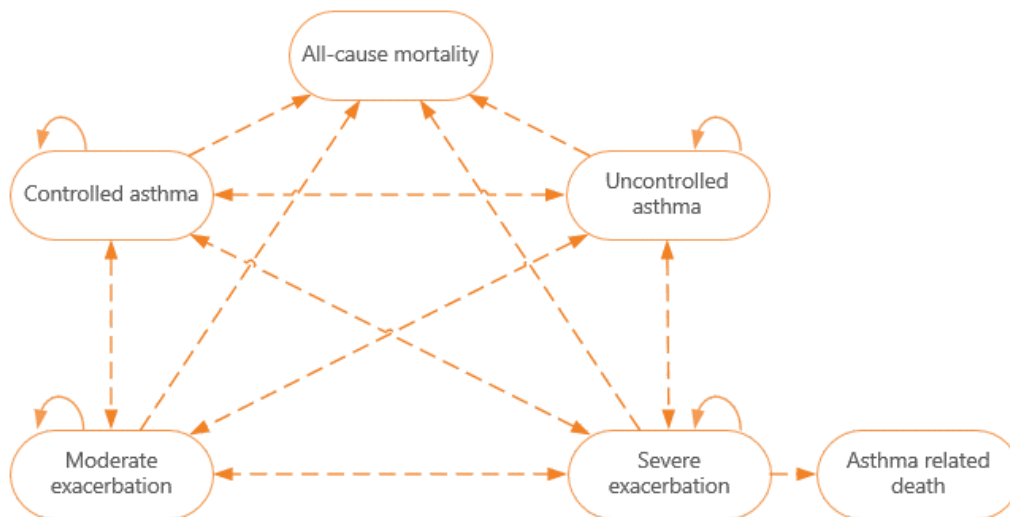 All-cause mortality
Controlled asthma
Uncontrolled
asthma
Moderate
exacerbation
Severe
exacerbation
Asthma related
death